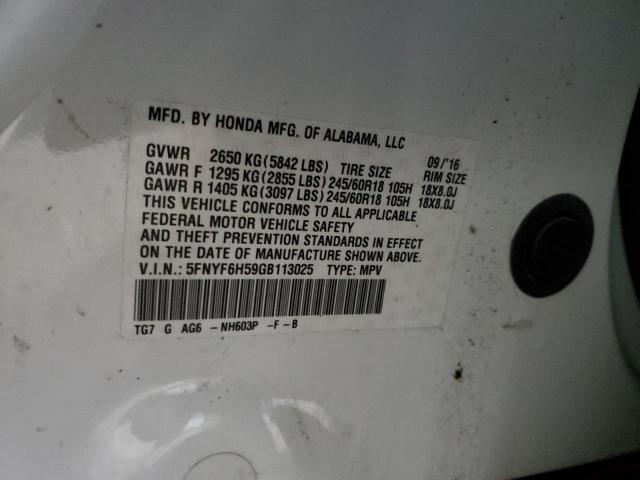 MFD. BY HONDA MFG. OF ALABAMA, LLC
GVWR 2650 KG (5842 LBS) TIRE SIZE 09/'16 RIM SIZE
GAWR F 1295 KG (2855 LBS) 245/60R18 105H 18X8.0J
GAWR R 1405 KG (3097 LBS) 245/60R18 105H 18X8.0J
THIS VEHICLE CONFORMS TO ALL APPLICABLE
FEDERAL MOTOR VEHICLE SAFETY
AND THEFT PREVENTION STANDARDS IN EFFECT
ON THE DATE OF MANUFACTURE SHOWN ABOVE.
V.I.N.: 5FNYF6H59GB113025 TYPE: MPV
TG7 G AG6 - NH603P -F-B